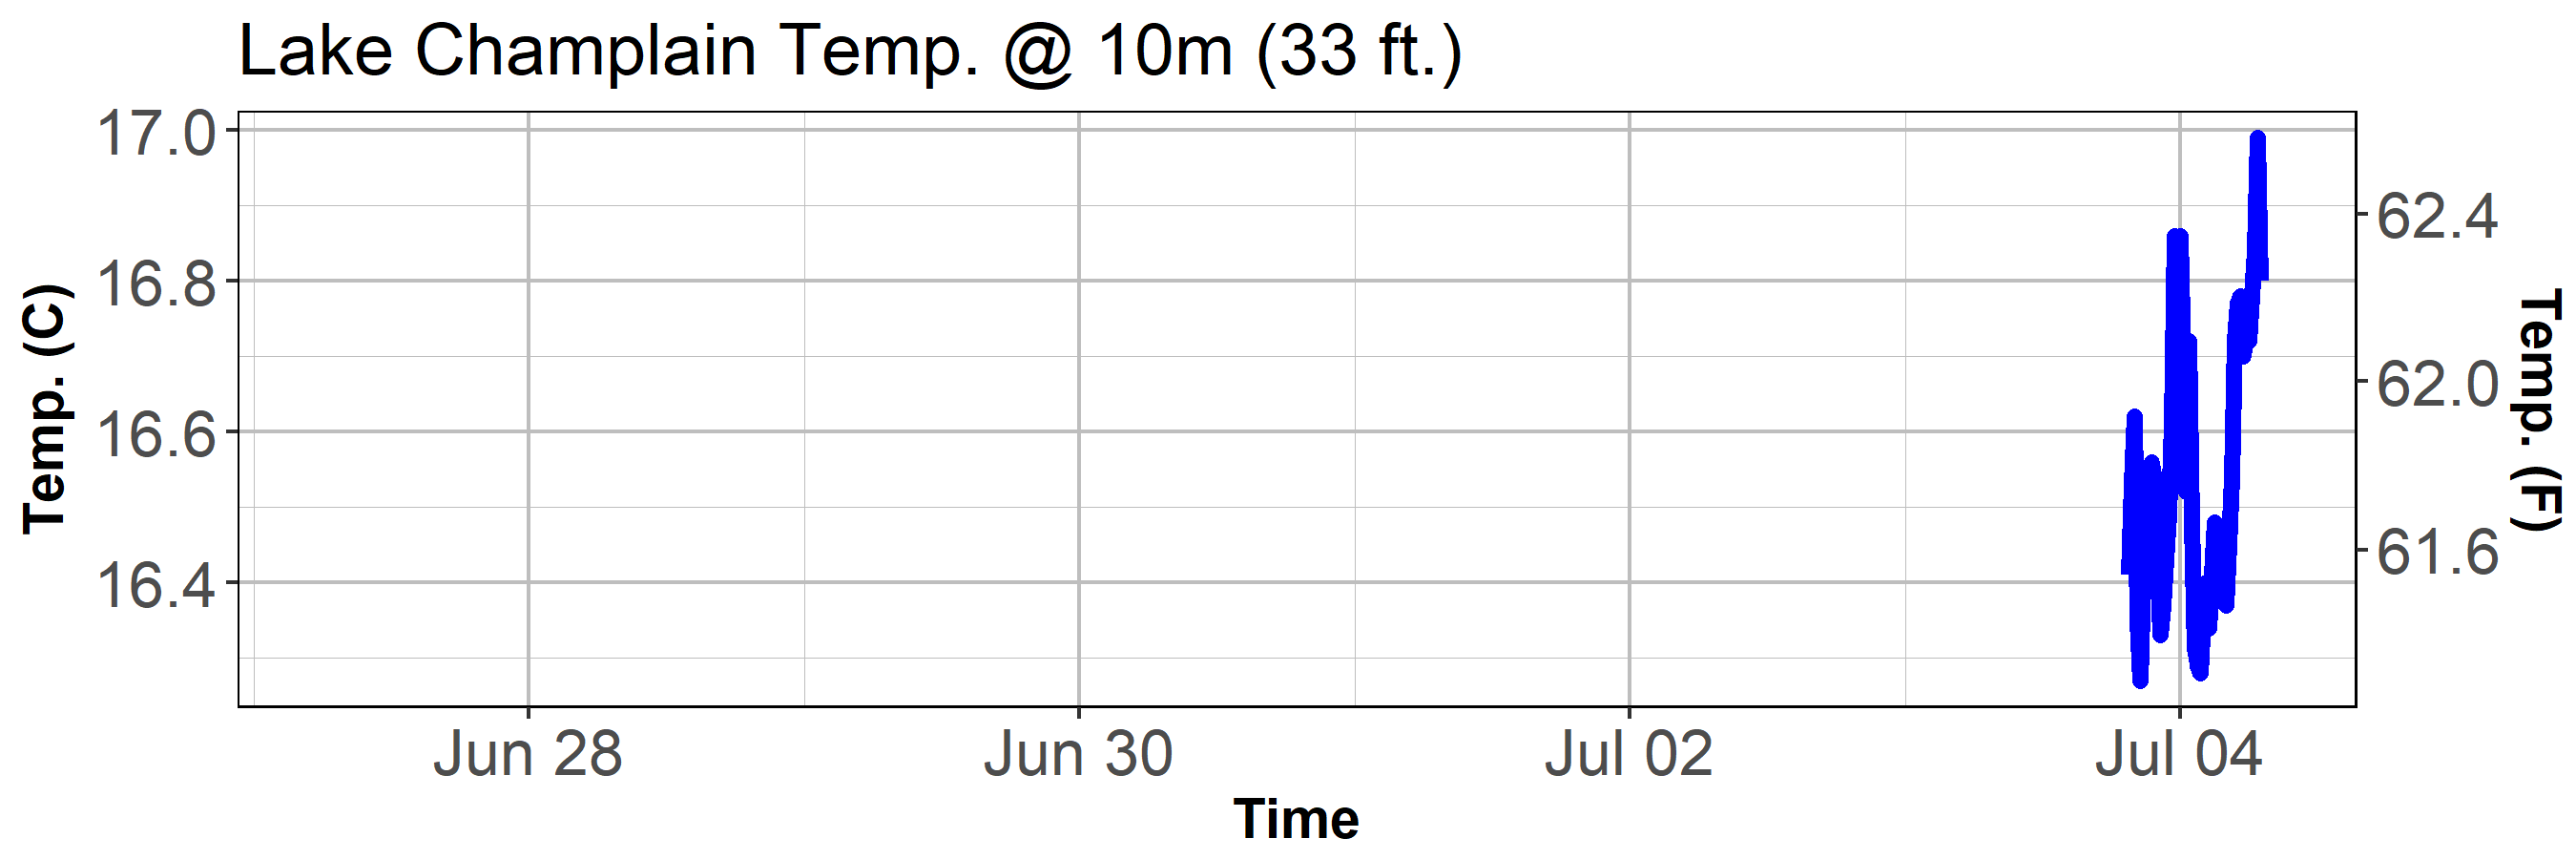 Lake Champlain Temp. @ 10m (33 ft.)
17.0
16.8
16.6
16.4
Temp. (C)
62.4
62.0
61.6
Temp. (F)
Jun 28 Jun 30 Jul 02 Jul 04
Time